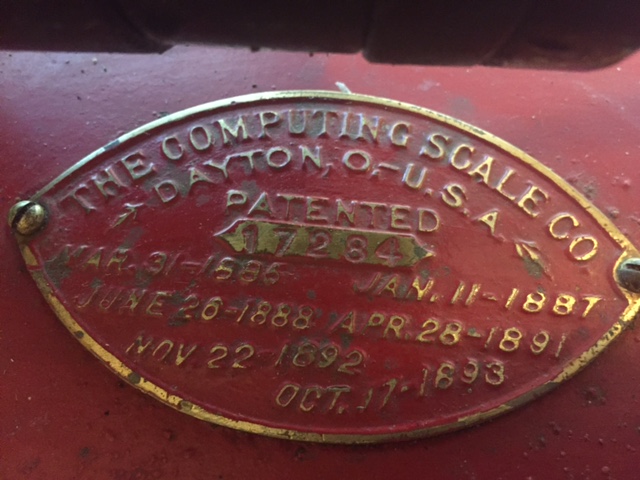 THE COMPUTING SCALE CO
DAYTON, O.- U.S.A.
PATENTED
17284
MAR. 31-1885 JAN. 11-1887
JUNE 26-1888 APR. 28-1891
NOV. 22-1892
OCT. 17-1893